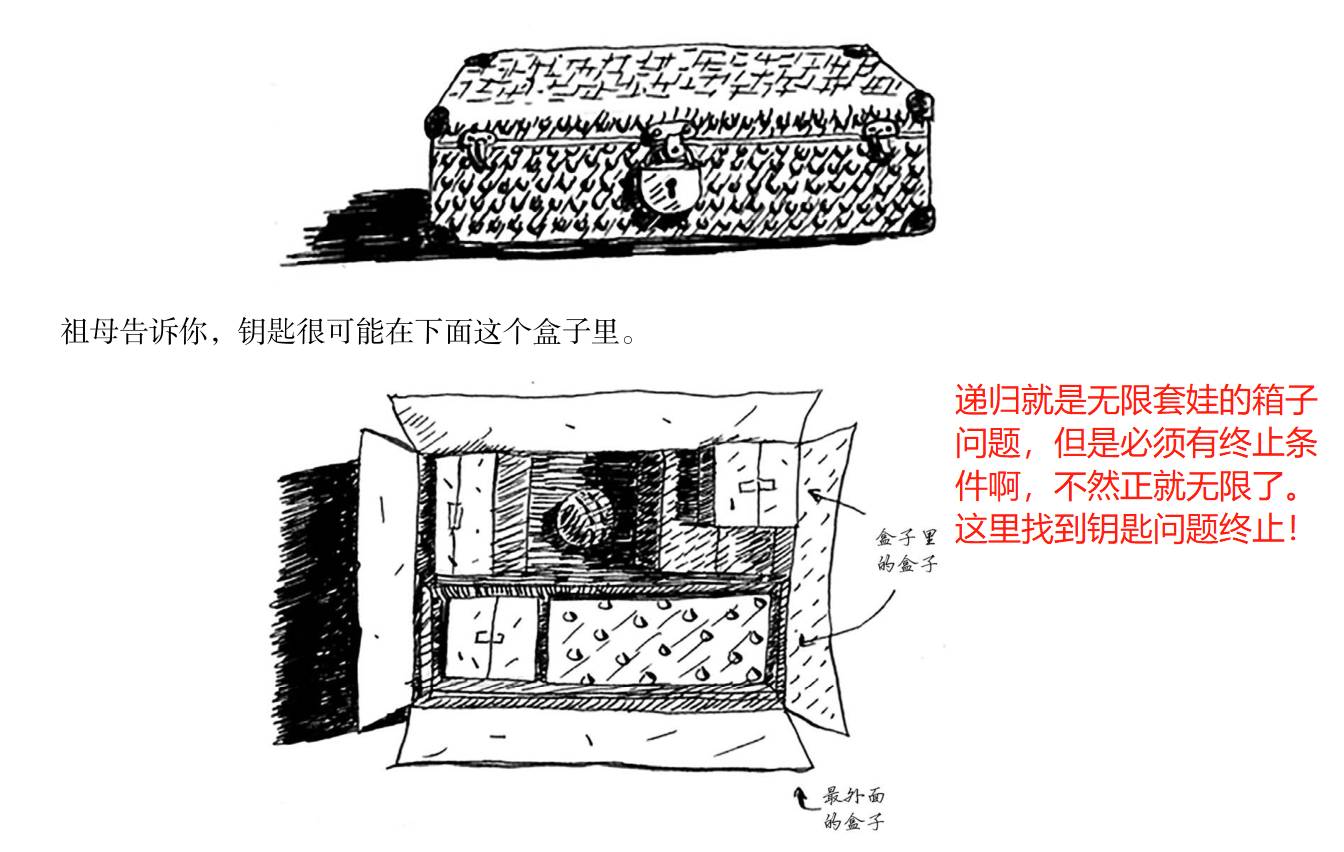 祖母告诉你，钥匙很可能在下面这个盒子里。
递归就是无限套娃的箱子
问题，但是必须有终止条
件啊，不然正就无限了。
这里找到钥匙问题终止！
盒子里
的盒子
最外面
的盒子